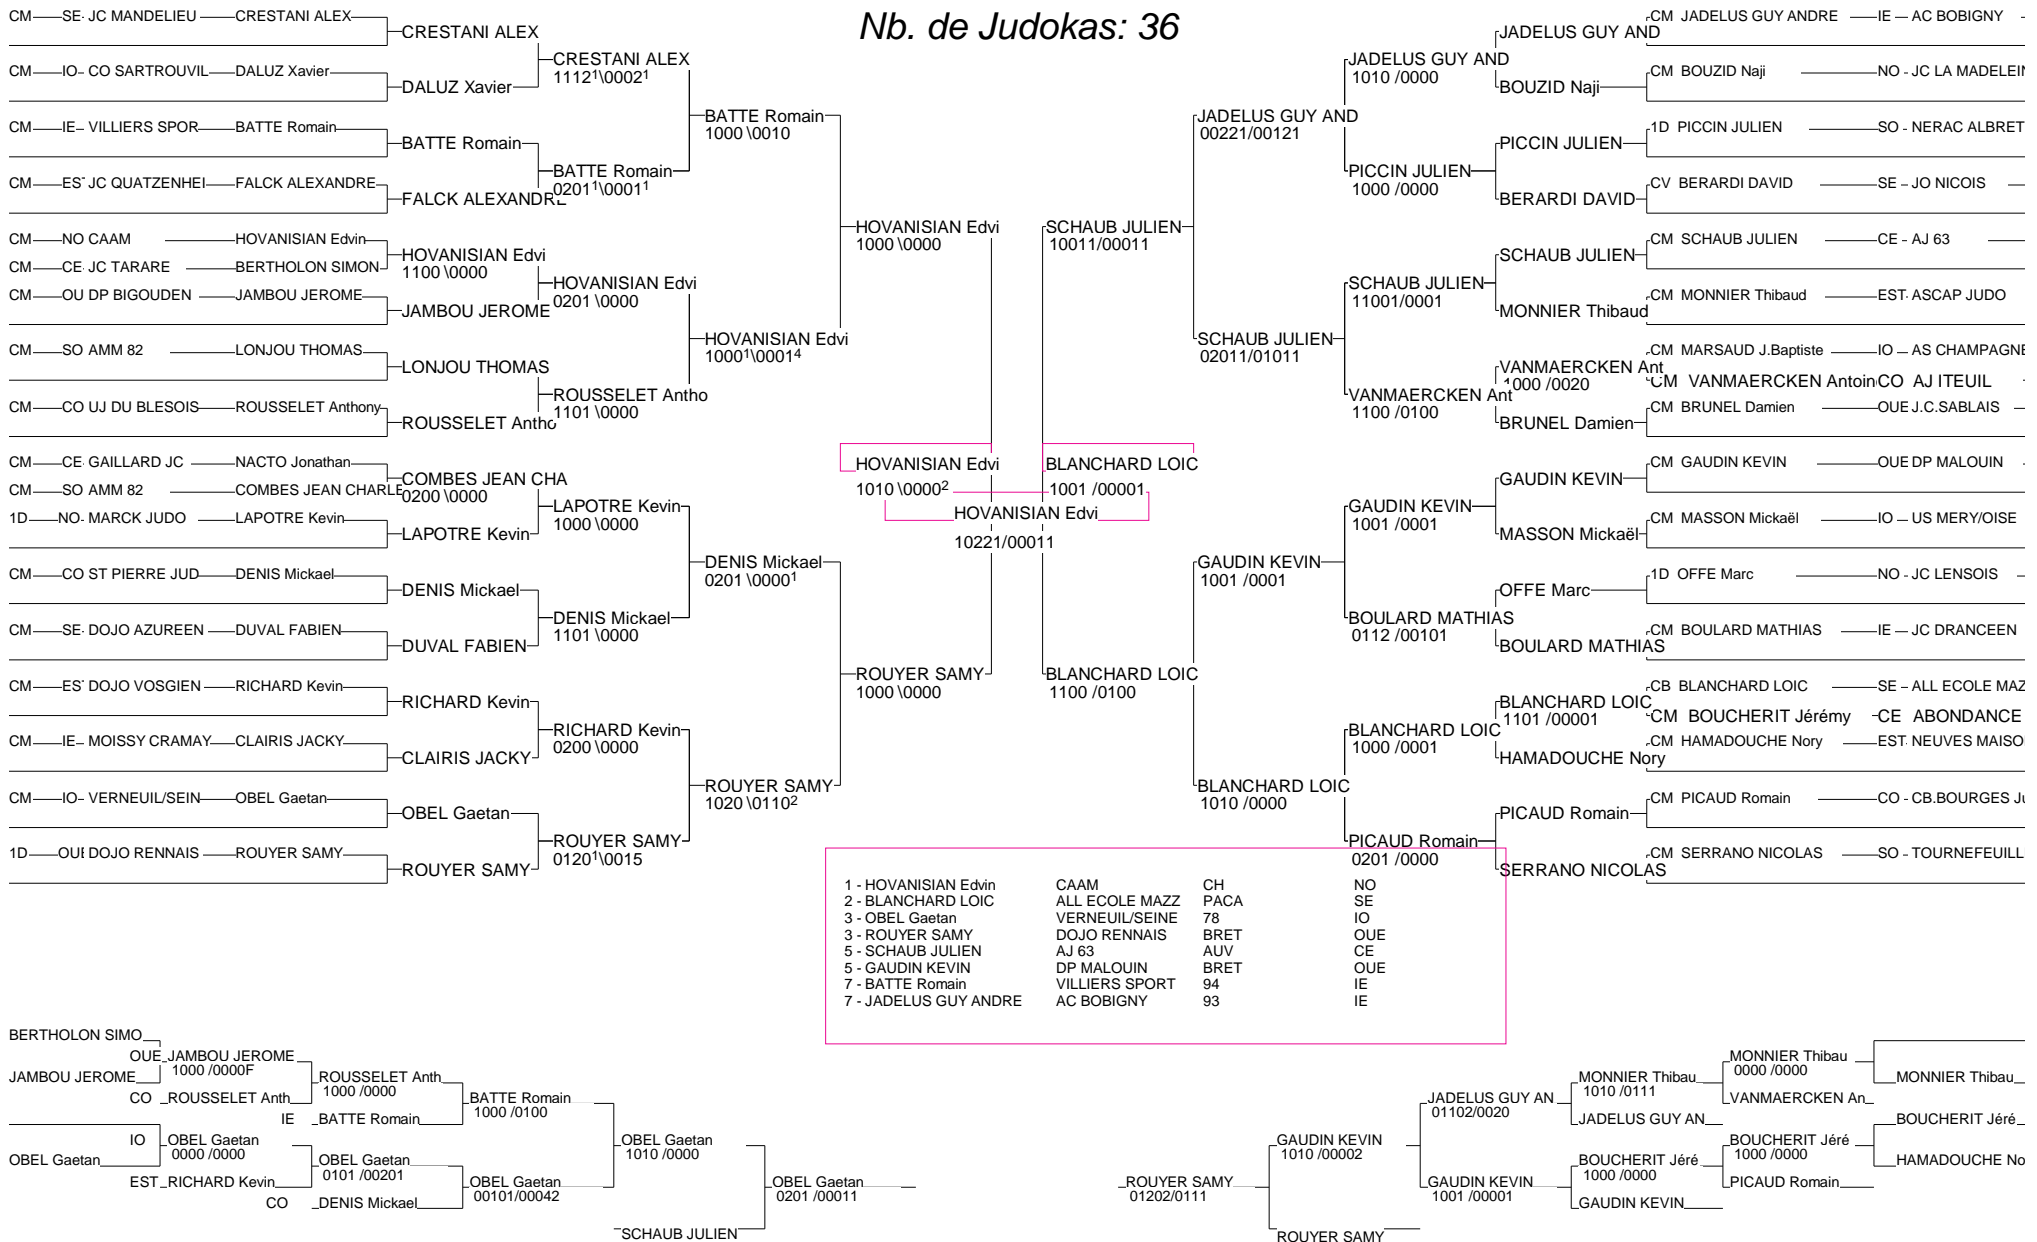 Nb. de Judokas: 36
CM SE- JC MANDELIEU CRESTANI ALEX
CM IO- CO SARTROUVIL DALUZ Xavier
CM IE- VILLIERS SPOR BATTE Romain
CM ES- JC QUATZENHEI FALCK ALEXANDRE
CM NO CAAM HOVANISIAN Edvin
CM CE- JC TARARE BERTHOLON SIMON
CM OU DP BIGOUDEN JAMBOU JEROME
CM SO AMM 82 LONJOU THOMAS
CM CO UJ DU BLESOIS ROUSSELET Anthony
CM CE- GAILLARD JC NACTO Jonathan
CM SO AMM 82 COMBES JEAN CHARLE
1D NO- MARCK JUDO LAPOTRE Kevin
CM CO ST PIERRE JUD DENIS Mickael
CM SE- DOJO AZUREEN DUVAL FABIEN
CM ES- DOJO VOSGIEN RICHARD Kevin
CM IE- MOISSY CRAMAY CLAIRIS JACKY
CM IO- VERNEUIL/SEIN OBEL Gaetan
1D OUE DOJO RENNAIS ROUYER SAMY
CRESTANI ALEX
DALUZ Xavier
BATTE Romain
FALCK ALEXANDRE
HOVANISIAN Edvi
1100 \0000
JAMBOU JEROME
LONJOU THOMAS
ROUSSELET Antho
COMBES JEAN CHA
0200 \0000
LAPOTRE Kevin
DENIS Mickael
DUVAL FABIEN
RICHARD Kevin
CLAIRIS JACKY
OBEL Gaetan
ROUYER SAMY
CRESTANI ALEX
1112¹\0002¹
BATTE Romain
0201¹\0001¹
HOVANISIAN Edvi
0201 \0000
ROUSSELET Antho
1101 \0000
LAPOTRE Kevin
1000 \0000
DENIS Mickael
1101 \0000
RICHARD Kevin
0200 \0000
ROUYER SAMY
0120¹\0015
BATTE Romain
1000 \0010
HOVANISIAN Edvi
1000¹\0001⁴
DENIS Mickael
0201 \0000¹
ROUYER SAMY
1020 \0110²
HOVANISIAN Edvi
1000 \0000
ROUYER SAMY
1000 \0000
HOVANISIAN Edvi
1010 \0000²
BLANCHARD LOIC
1001 /00001
HOVANISIAN Edvi
10221/00011
SCHAUB JULIEN
10011/00011
BLANCHARD LOIC
1100 /0100
JADELUS GUY AND
00221/00121
SCHAUB JULIEN
02011/01011
GAUDIN KEVIN
1001 /0001
BLANCHARD LOIC
1010 /0000
JADELUS GUY AND
1010 /0000
PICCIN JULIEN
1000 /0000
SCHAUB JULIEN
11001/0001
VANMAERCKEN Ant
1100 /0100
GAUDIN KEVIN
1001 /0001
BOULARD MATHIAS
0112 /00101
BLANCHARD LOIC
1000 /0001
PICAUD Romain
0201 /0000
JADELUS GUY AND
BOUZID Naji
PICCIN JULIEN
BERARDI DAVID
SCHAUB JULIEN
MONNIER Thibaud
VANMAERCKEN Ant
1000 /0020
BRUNEL Damien
GAUDIN KEVIN
MASSON Mickaël
OFFE Marc
BOULARD MATHIAS
BLANCHARD LOIC
1101 /00001
HAMADOUCHE Nory
PICAUD Romain
SERRANO NICOLAS
CM JADELUS GUY ANDRE IE AC BOBIGNY
CM BOUZID Naji NO - JC LA MADELEIN
1D PICCIN JULIEN SO - NERAC ALBRET
CV BERARDI DAVID SE - JO NICOIS
CM SCHAUB JULIEN CE - AJ 63
CM MONNIER Thibaud EST- ASCAP JUDO
CM MARSAUD J.Baptiste IO - AS CHAMPAGNE
CM VANMAERCKEN Antoin CO AJ ITEUIL
CM BRUNEL Damien OUE J.C.SABLAIS
CM GAUDIN KEVIN OUE DP MALOUIN
CM MASSON Mickaël IO - US MERY/OISE
1D OFFE Marc NO - JC LENSOIS
CM BOULARD MATHIAS IE - JC DRANCEEN
CB BLANCHARD LOIC SE - ALL ECOLE MAZ
CM BOUCHERIT Jérémy CE ABONDANCE
CM HAMADOUCHE Nory EST- NEUVES MAISO
CM PICAUD Romain CO - CB.BOURGES Ju
CM SERRANO NICOLAS SO - TOURNEFEUILL
1 - HOVANISIAN Edvin CAAM CH NO
2 - BLANCHARD LOIC ALL ECOLE MAZZ PACA SE
3 - OBEL Gaetan VERNEUIL/SEINE 78 IO
3 - ROUYER SAMY DOJO RENNAIS BRET OUE
5 - SCHAUB JULIEN AJ 63 AUV CE
5 - GAUDIN KEVIN DP MALOUIN BRET OUE
7 - BATTE Romain VILLIERS SPORT 94 IE
7 - JADELUS GUY ANDRE AC BOBIGNY 93 IE
BERTHOLON SIMO
JAMBOU JEROME
OBEL Gaetan
OUE JAMBOU JEROME
1000 /0000F
CO ROUSSELET Anth
IO OBEL Gaetan
0000 /0000
EST RICHARD Kevin
ROUSSELET Anth
1000 /0000
IE BATTE Romain
OBEL Gaetan
0101 /00201
CO DENIS Mickael
BATTE Romain
1000 /0100
OBEL Gaetan
00101/00042
OBEL Gaetan
1010 /0000
SCHAUB JULIEN
OBEL Gaetan
0201 /00011
ROUYER SAMY
01202/0111
GAUDIN KEVIN
1010 /00002
ROUYER SAMY
JADELUS GUY AN
01102/0020
GAUDIN KEVIN
1001 /00001
MONNIER Thibau
1010 /0111
JADELUS GUY AN
BOUCHERIT Jéré
1000 /0000
GAUDIN KEVIN
MONNIER Thibau
0000 /0000
VANMAERCKEN An
BOUCHERIT Jéré
1000 /0000
PICAUD Romain
MONNIER Thibau
BOUCHERIT Jéré
HAMADOUCHE No